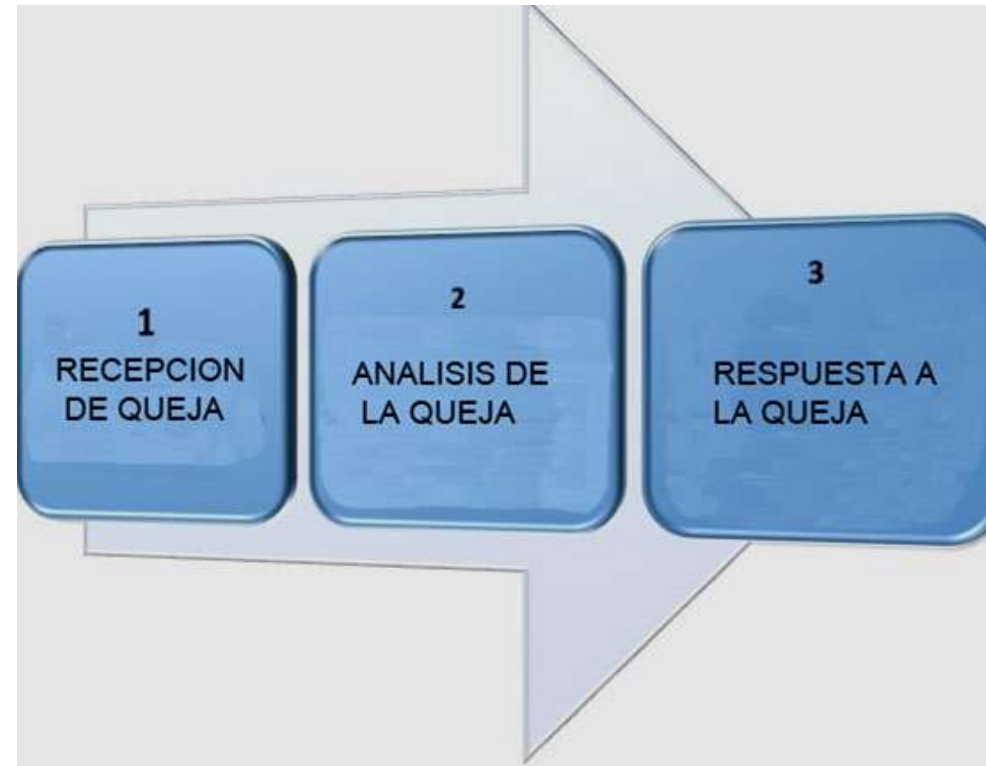 1
RECEPCION
DE QUEJA
2
ANALISIS DE
LA QUEJA
3
RESPUESTA A
LA QUEJA